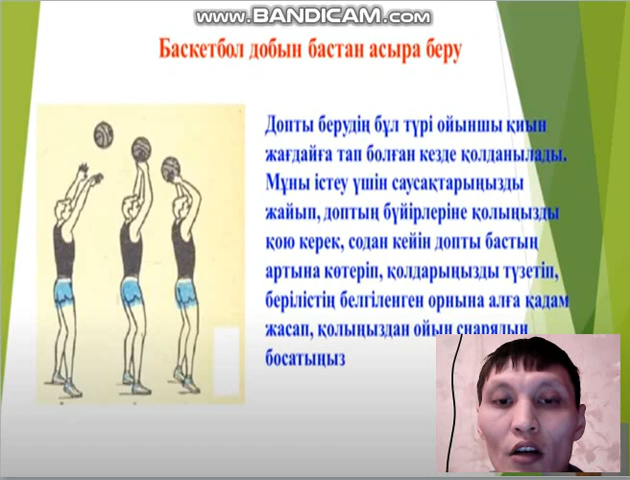 WWW.BANDICAM.COM
Баскетбол добын бастан асыра беру
Допты берудің бұл түрі ойыншы қиын
жағдайға тап болған кезде қолданылады.
Мұны істеу үшін саусақтарыңызды
жайып, доптың бүйірлеріне қолыңызды
қою керек, содан кейін допты бастың
артына көтеріп, қолдарыңызды түзетіп,
берілістің белгіленген орнына алға қадам
жасап, қолыңыздан ойын снарядын
босатыңыз